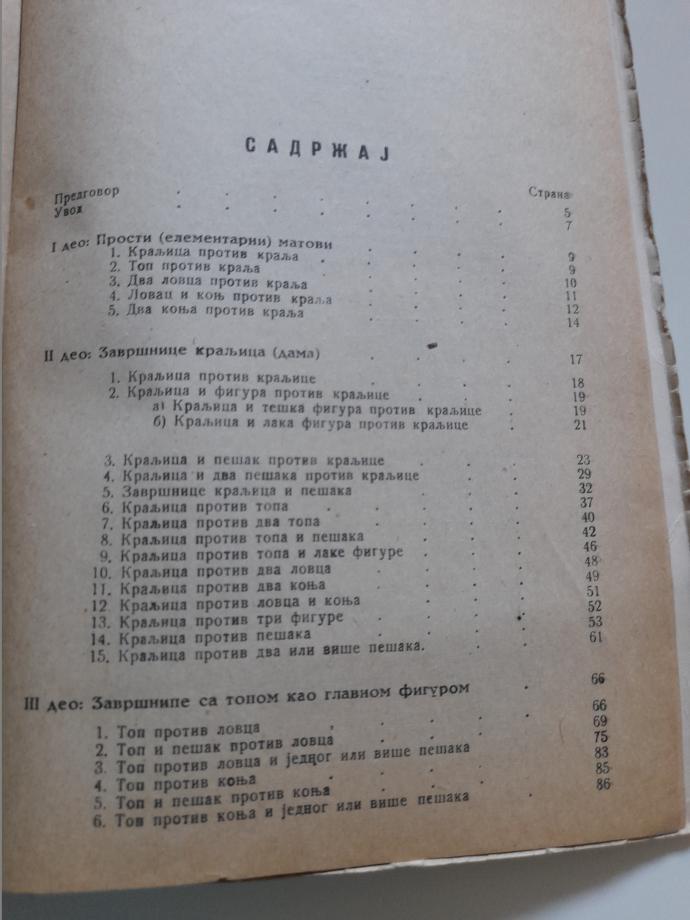 САДРЖАЈ
Страна
Предговор . . . . . . . . 5
Увод . . . . . . . . 7
I део: Прости (елементарни) матови . . . . 9
1. Краљица против краља . . . . 9
2. Топ против краља . . . . 10
3. Два ловца против краља . . . . 11
4. Ловац и коњ против краља . . . . 12
5. Два коња против краља . . . . 14
II део: Завршнице краљица (дама) . . . . 17
1. Краљица против краљице . . . . 18
2. Краљица и фигура против краљице . . . 19
а) Краљица и тешка фигура против краљице . 19
б) Краљица и лака фигура против краљице . 21
3. Краљица и пешак против краљице . . . 23
4. Краљица и два пешака против краљице . . 29
5. Завршнице краљица и пешака . . . 32
6. Краљица против топа . . . . 37
7. Краљица против два топа . . . 40
8. Краљица против топа и пешака . . . 42
9. Краљица против топа и лаке фигуре . . . 46
10. Краљица против два ловца . . . 48
11. Краљица против два коња . . . 49
12. Краљица против ловца и коња . . . 51
13. Краљица против три фигуре . . . . 52
14. Краљица против пешака . . . . 53
15. Краљица против два или више пешака. . . 61
III део: Завршнице са топом као главном фигуром . 66
1. Топ против ловца . . . . 66
2. Топ и пешак против ловца . . . 69
3. Топ против ловца и једног или више пешака . 75
4. Топ против коња . . . . 83
5. Топ и пешак против коња . . . 85
6. Топ против коња и једног или више пешака . 86